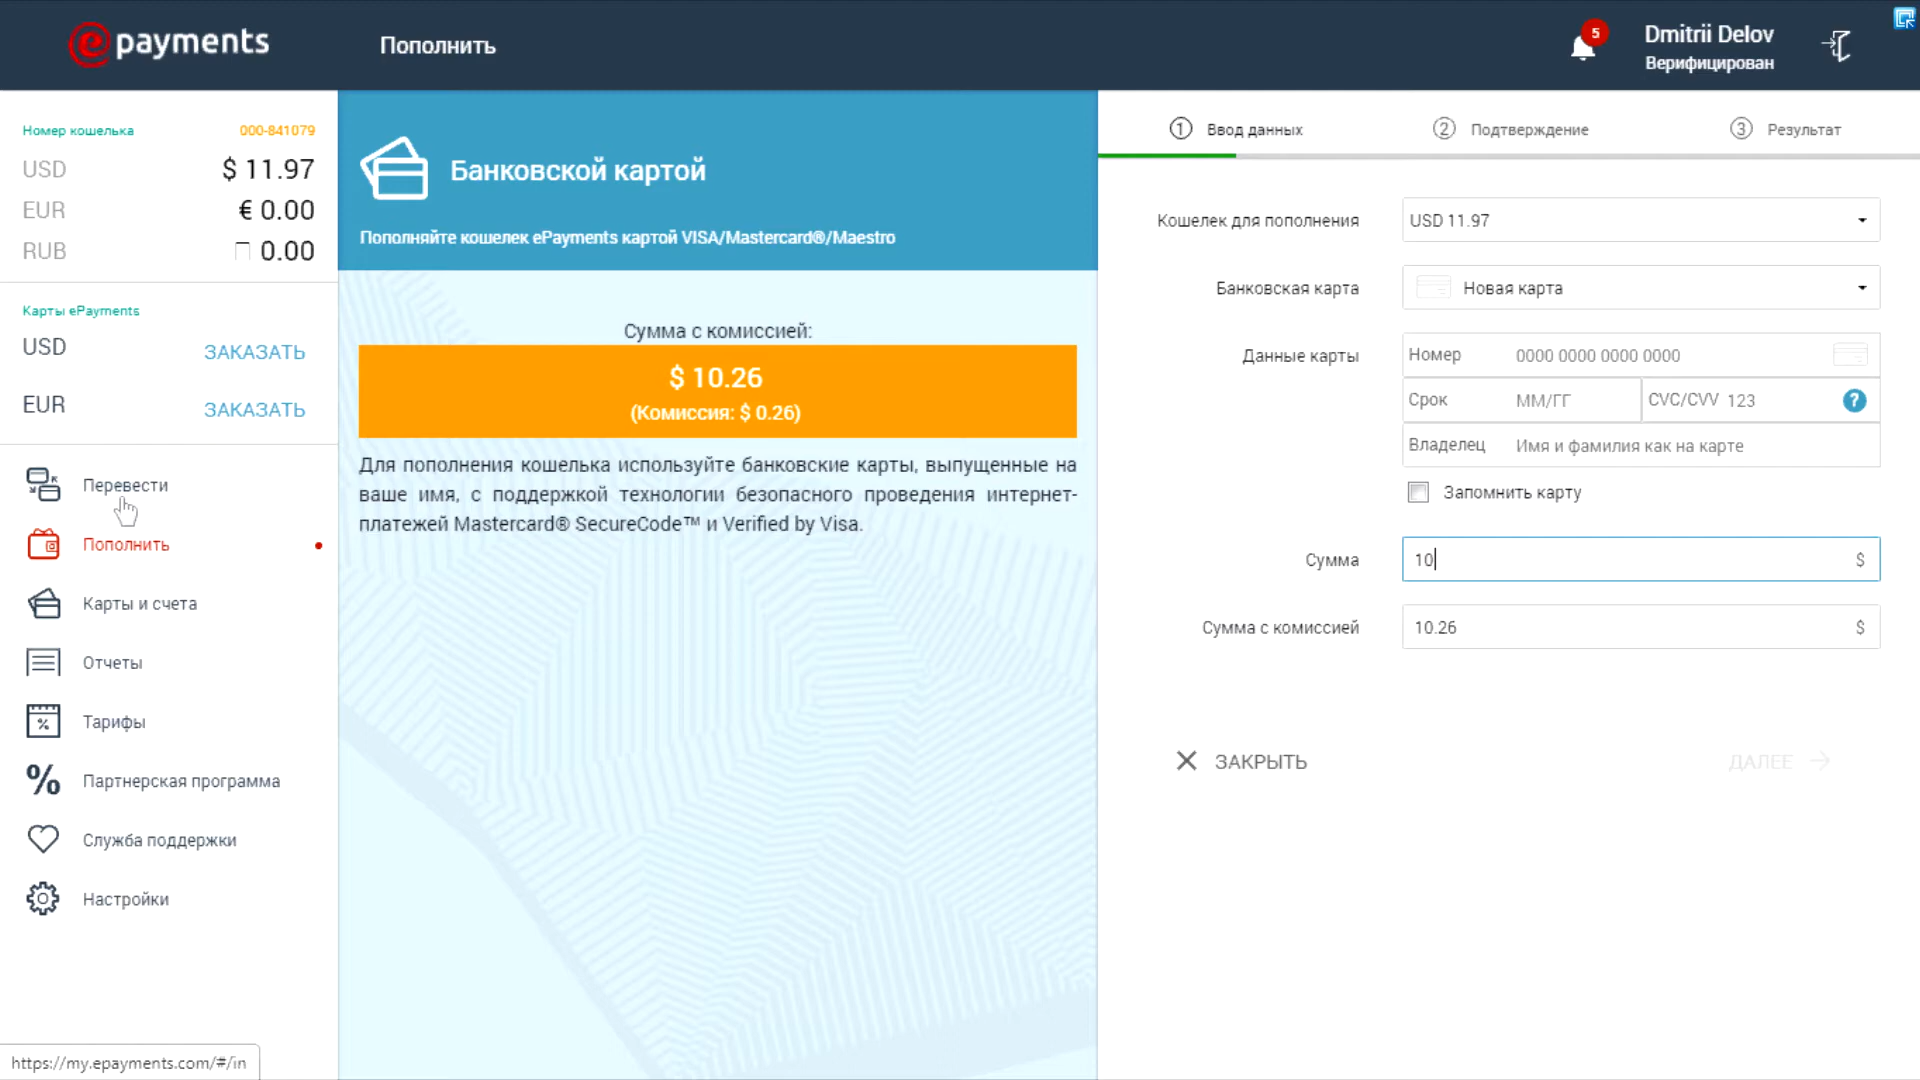 epayments
Пополнить
5
Dmitrii Delov
Верифицирован
Номер кошелька 000-841079
USD $ 11.97
EUR € 0.00
RUB 0.00
Карты ePayments
USD ЗАКАЗАТЬ
EUR ЗАКАЗАТЬ
Перевести
Пополнить
Карты и счета
Отчеты
% Тарифы
% Партнерская программа
Служба поддержки
Настройки
https://my.epayments.com/#/in
Банковской картой
Пополняйте кошелек ePayments картой VISA/Mastercard®/Maestro
Сумма с комиссией:
$ 10.26
(Комиссия: $ 0.26)
Для пополнения кошелька используйте банковские карты, выпущенные на
ваше имя, с поддержкой технологии безопасного проведения интернет-
платежей Mastercard® SecureCode™ и Verified by Visa.
1 Ввод данных 2 Подтверждение 3 Результат
Кошелек для пополнения USD 11.97
Банковская карта Новая карта
Данные карты Номер 0000 0000 0000 0000
Срок ММ/ГГ CVC/CVV 123 ?
Владелец Имя и фамилия как на карте
Запомнить карту
Сумма 10 $
Сумма с комиссией 10.26 $
ЗАКРЫТЬ ДАЛЕЕ